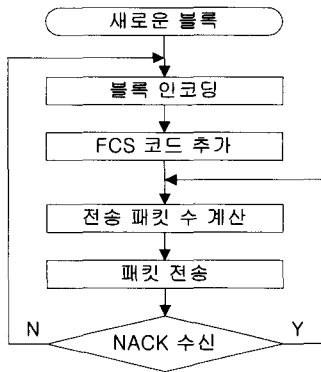 새로운 블록
블록 인코딩
FCS 코드 추가
전송 패킷 수 계산
패킷 전송
N
NACK 수신
Y